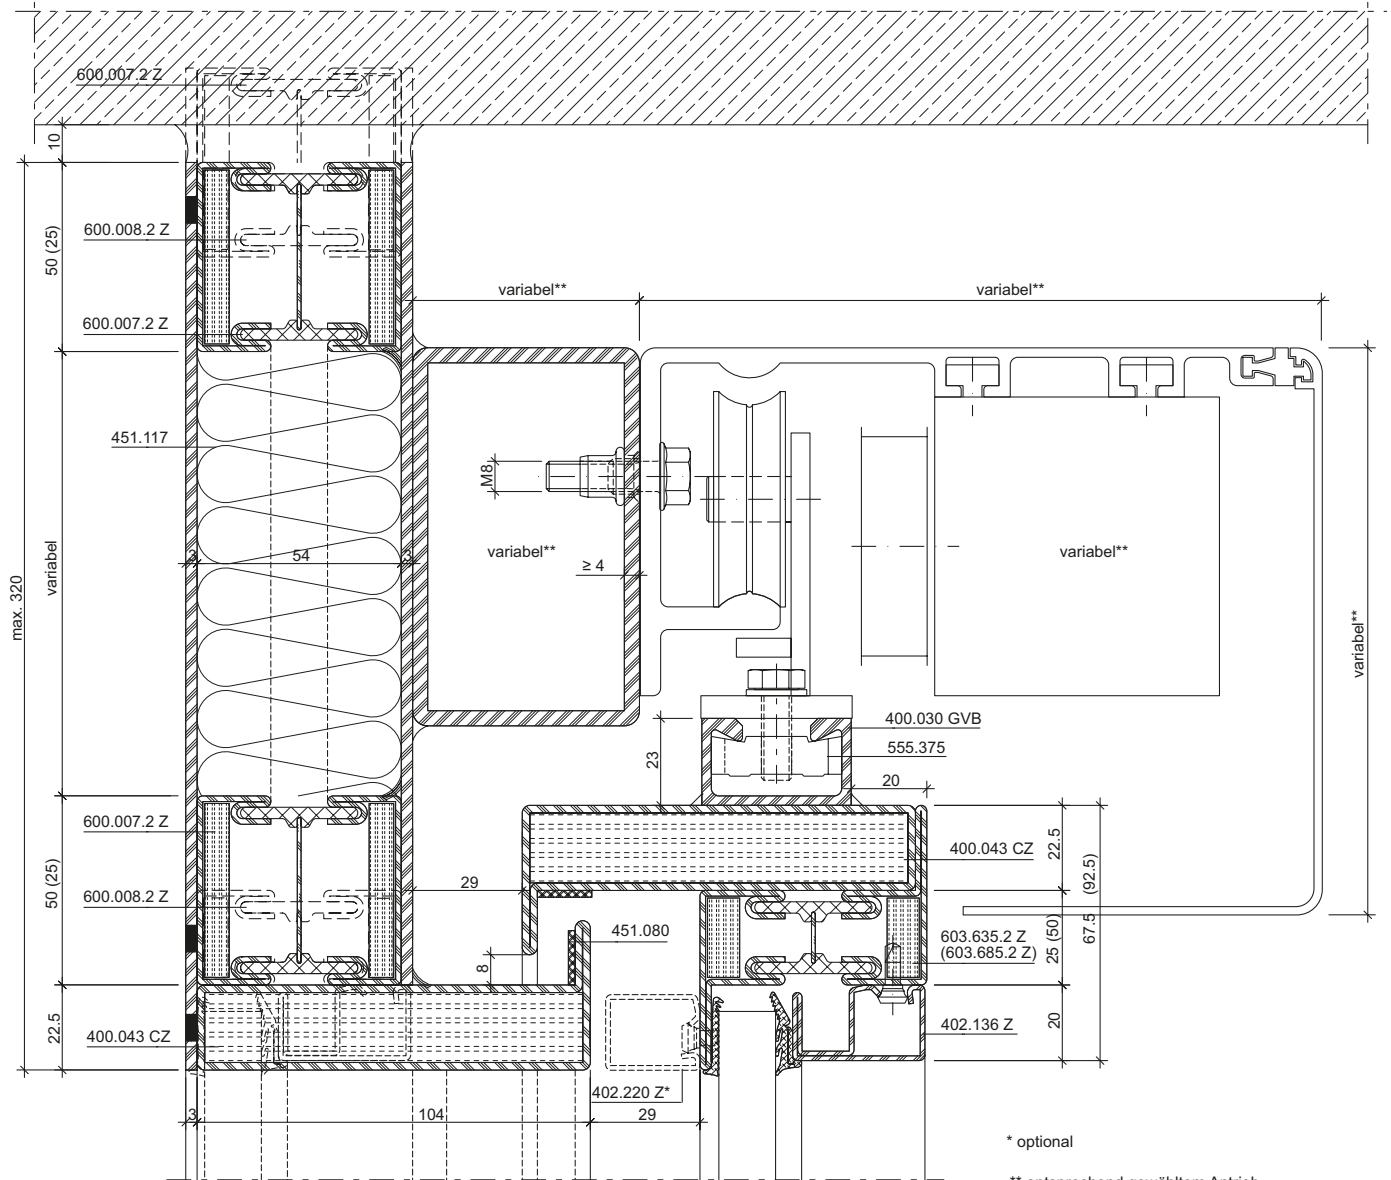 600.007.2 Z
10
600.008.2 Z
50 (25)
variabel**
variabel**
600.007.2 Z
451.117
M8
3
54
3
variabel**
≥ 4
variabel**
variabel
max. 320
variabel**
400.030 GVB
555.375
23
20
600.007.2 Z
400.043 CZ
22.5
(92.5)
67.5
50 (25)
29
600.008.2 Z
451.080
603.635.2 Z
(603.685.2 Z)
25 (50)
8
22.5
400.043 CZ
402.136 Z
20
402.220 Z*
3
104
29
* optional
** entsprechend gewähltem Antrieb